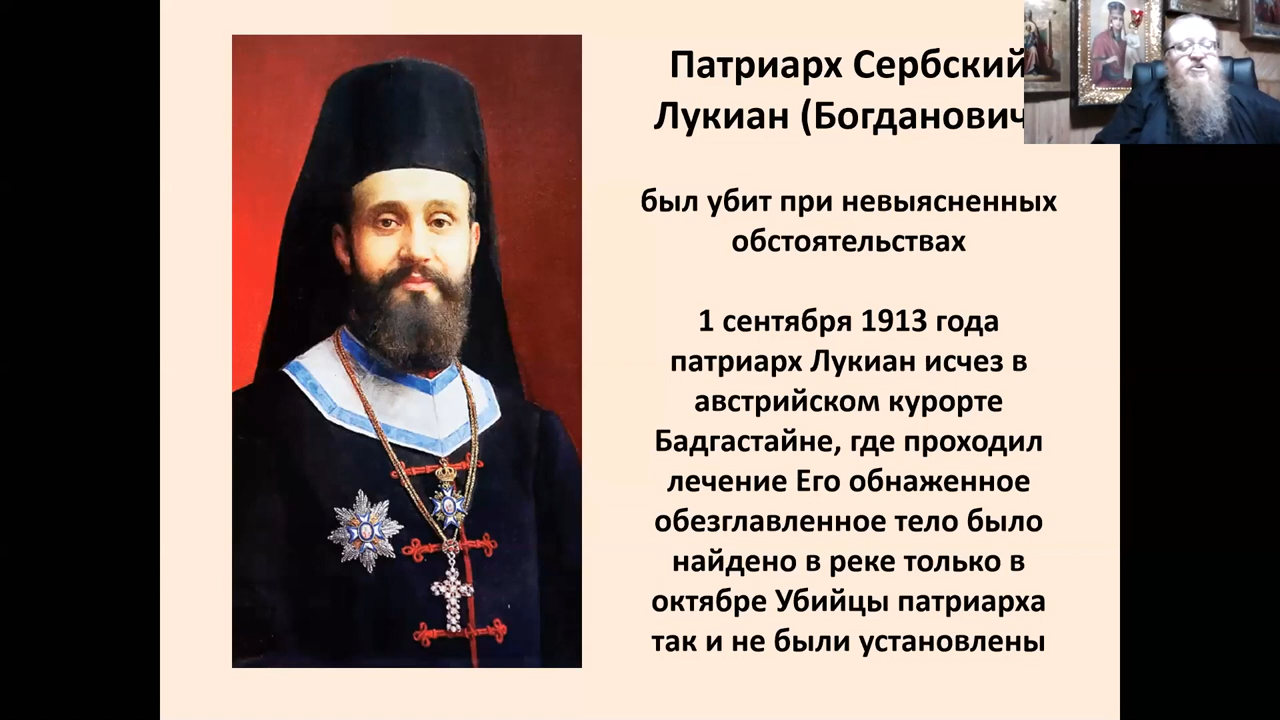 Патриарх Сербский
Лукиан (Богданович
был убит при невыясненных
обстоятельствах
1 сентября 1913 года
патриарх Лукиан исчез в
австрийском курорте
Бадгастайне, где проходил
лечение Его обнаженное
обезглавленное тело было
найдено в реке только в
октябре Убийцы патриарха
так и не были установлены